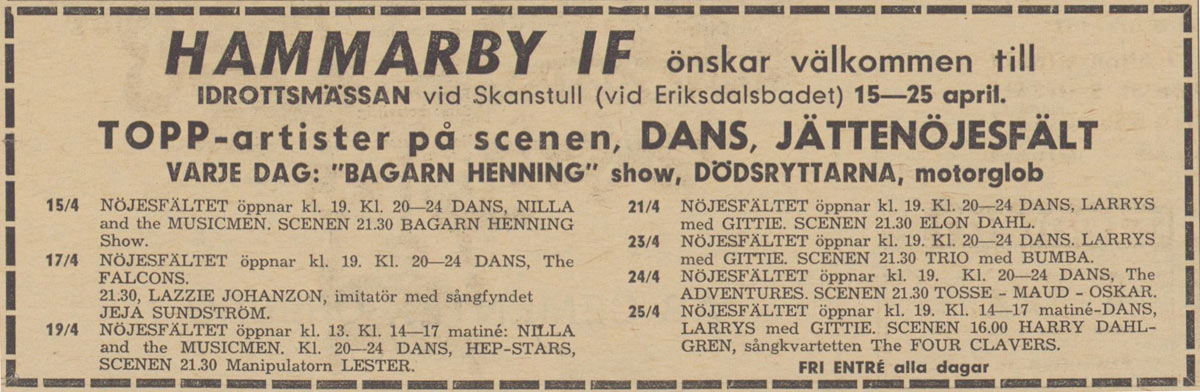 HAMMARBY IF önskar välkommen till
IDROTTSMÄSSAN vid Skanstull (vid Eriksdalsbadet) 15—25 april.
TOPP-artister på scenen, DANS, JÄTTENÖJESFÄLT
VARJE DAG: "BAGARN HENNING" show, DÖDSRYTTARNA, motorglob
15/4 NÖJESFÄLTET öppnar kl. 19. Kl. 20—24 DANS, NILLA
and the MUSICMEN. SCENEN 21.30 BAGARN HENNING
Show.
17/4 NÖJESFÄLTET öppnar kl. 19. Kl. 20—24 DANS, The
FALCONS.
21.30, LAZZIE JOHANZON, imitatör med sångfyndet
JEJA SUNDSTRÖM.
19/4 NÖJESFÄLTET öppnar kl. 13. Kl. 14—17 matiné: NILLA
and the MUSICMEN. Kl. 20—24 DANS, HEP-STARS,
SCENEN 21.30 Manipulatorn LESTER.
21/4 NÖJESFÄLTET öppnar kl. 19. Kl. 20—24 DANS, LARRYS
med GITTIE. SCENEN 21.30 ELON DAHL.
23/4 NÖJESFÄLTET öppnar kl. 19. Kl. 20—24 DANS. LARRYS
med GITTIE. SCENEN 21.30 TRIO med BUMBA.
24/4 NÖJESFÄLTET öppnar kl. 19. Kl. 20—24 DANS, The
ADVENTURES. SCENEN 21.30 TOSSE - MAUD - OSKAR.
25/4 NÖJESFÄLTET öppnar kl. 19. Kl. 14—17 matiné-DANS,
LARRYS med GITTIE. SCENEN 16.00 HARRY DAHL-
GREN, sångkvartetten The FOUR CLAVERS.
FRI ENTRÉ alla dagar